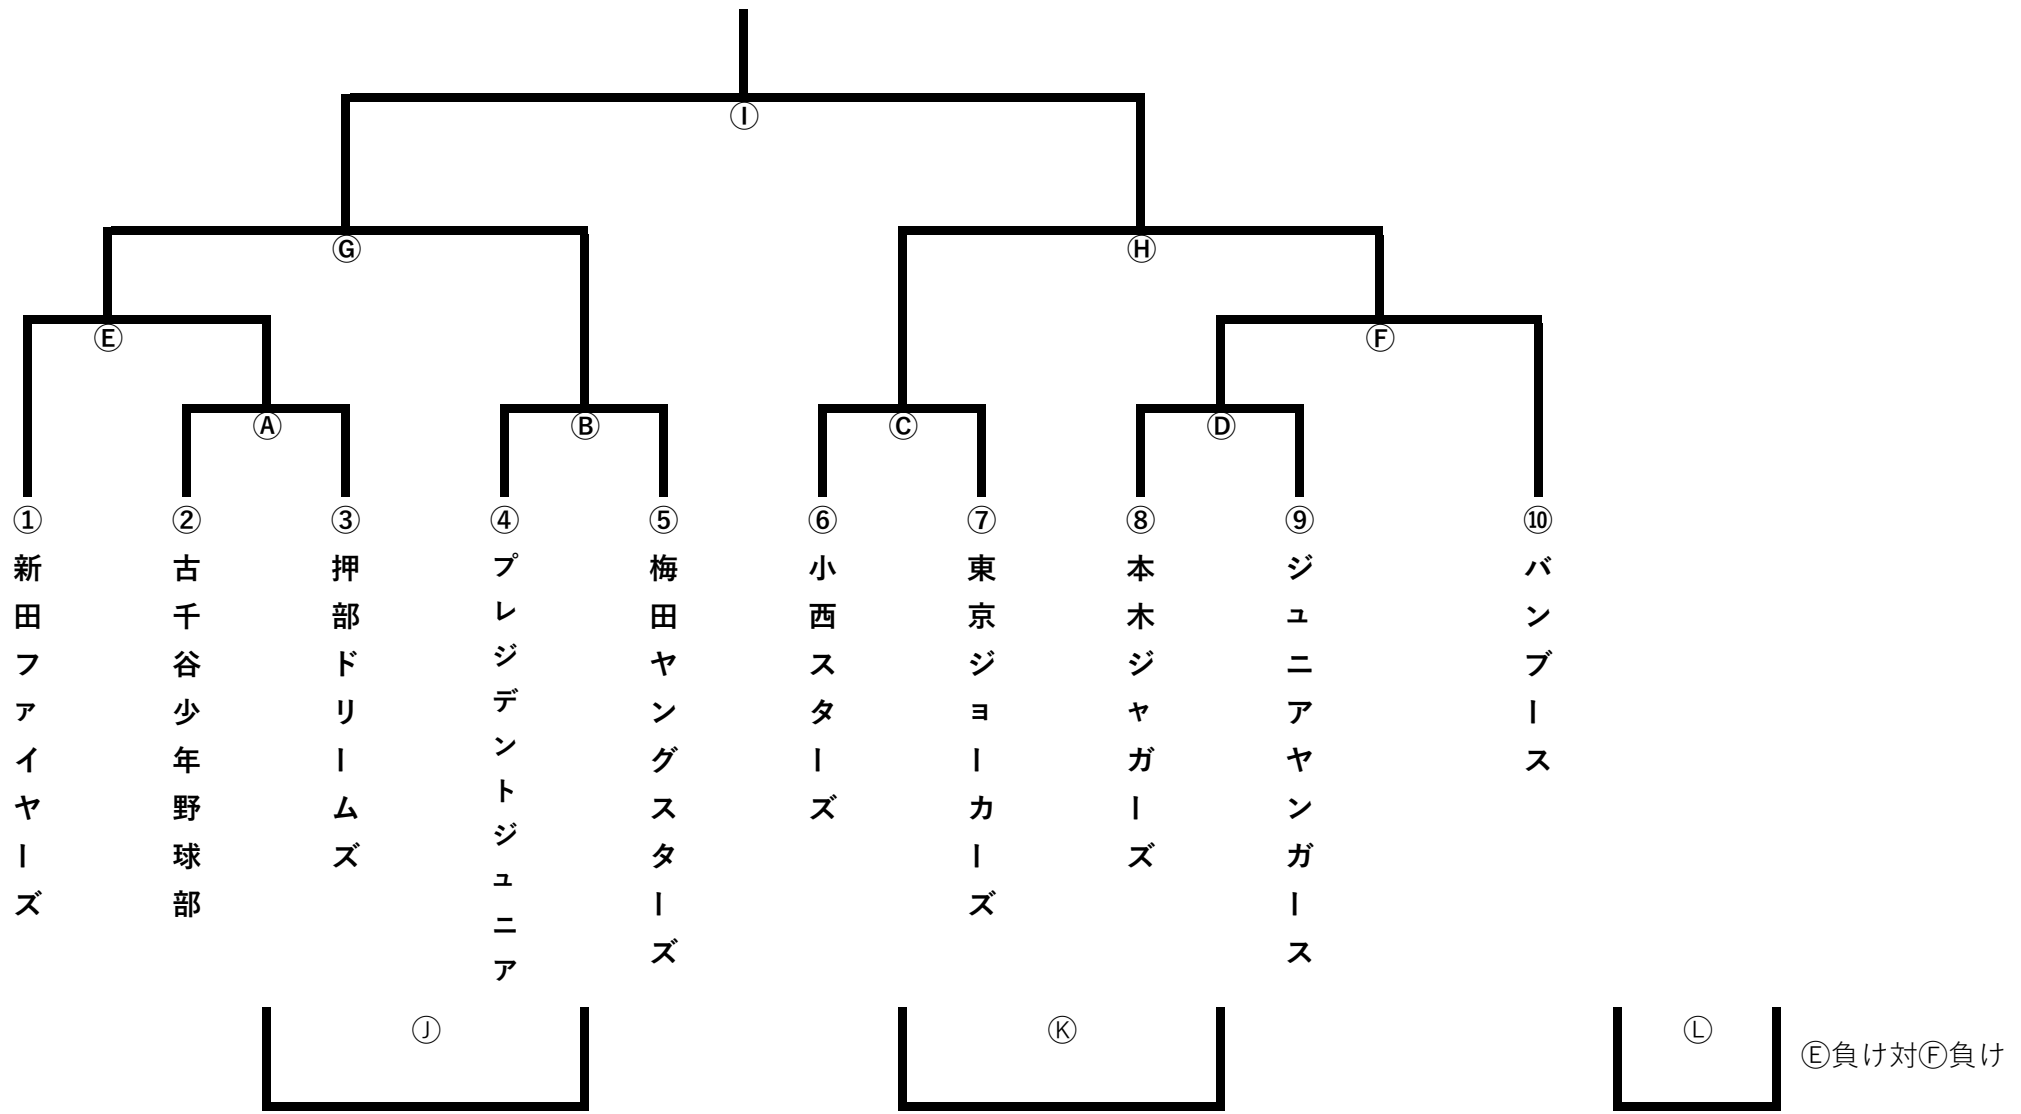 Ⓘ
Ⓖ
Ⓗ
Ⓔ
Ⓕ
Ⓐ
Ⓑ
Ⓒ
Ⓓ
①新田ファイヤーズ
②古千谷少年野球部
③押部ドリームズ
④プレジデントジュニア
⑤梅田ヤングスターズ
⑥小西スターズ
⑦東京ジョーカーズ
⑧本木ジャガーズ
⑨ジュニアヤンガース
⑩バンブース
Ⓙ
Ⓚ
Ⓛ
Ⓔ負け対Ⓕ負け